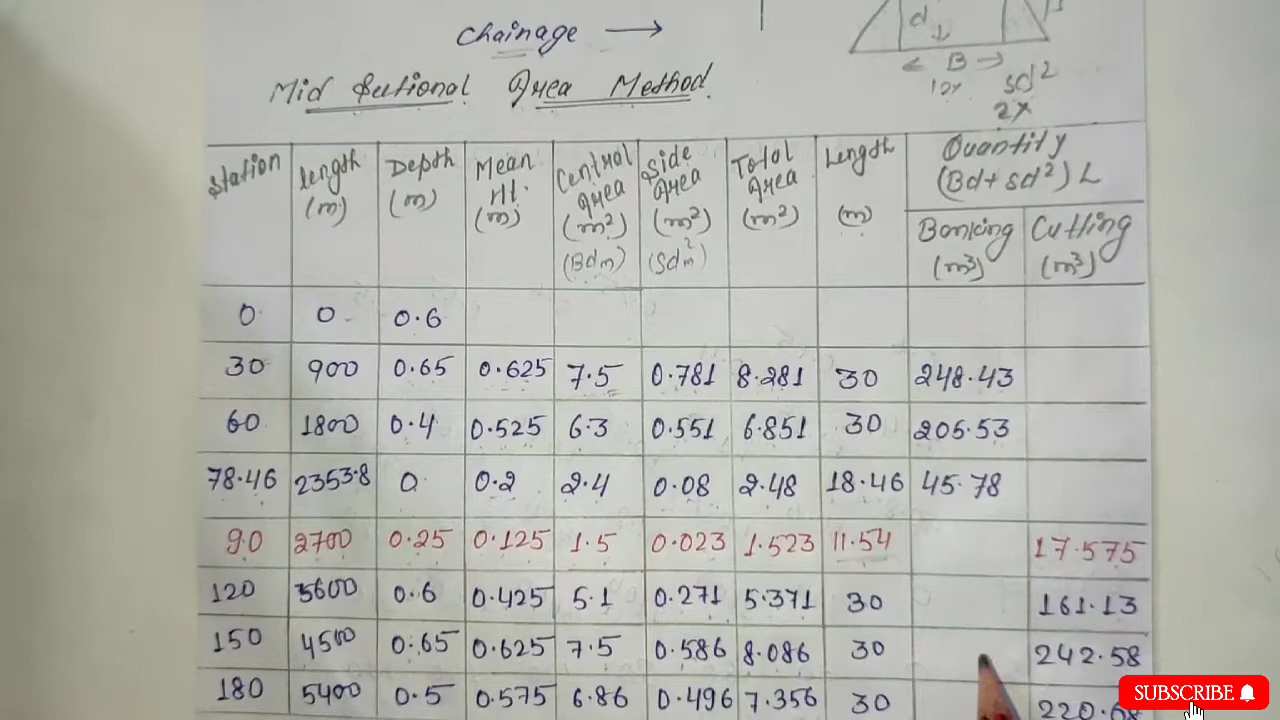 Chainage →
d
← B →
Sd²
2x
Mid Sectional Area Method
Station | length (m) | Depth (m) | Mean Ht. (m) | Central Area (m²) (Bdm) | Side Area (m²) (Sdm²) | Total Area (m²) | Length (m) | Quantity (Bd+Sd²) L
Banking (m³) | Cutting (m³)
0 | 0 | 0.6
30 | 900 | 0.65 | 0.625 | 7.5 | 0.781 | 8.281 | 30 | 248.43
60 | 1800 | 0.4 | 0.525 | 6.3 | 0.551 | 6.851 | 30 | 205.53
78.46 | 2353.8 | 0 | 0.2 | 2.4 | 0.08 | 2.48 | 18.46 | 45.78
90 | 2700 | 0.25 | 0.125 | 1.5 | 0.023 | 1.523 | 11.54 | 17.575
120 | 3600 | 0.6 | 0.425 | 5.1 | 0.271 | 5.371 | 30 | 161.13
150 | 4500 | 0.65 | 0.625 | 7.5 | 0.586 | 8.086 | 30 | 242.58
180 | 5400 | 0.5 | 0.575 | 6.86 | 0.496 | 7.356 | 30 | 220.68
SUBSCRIBE